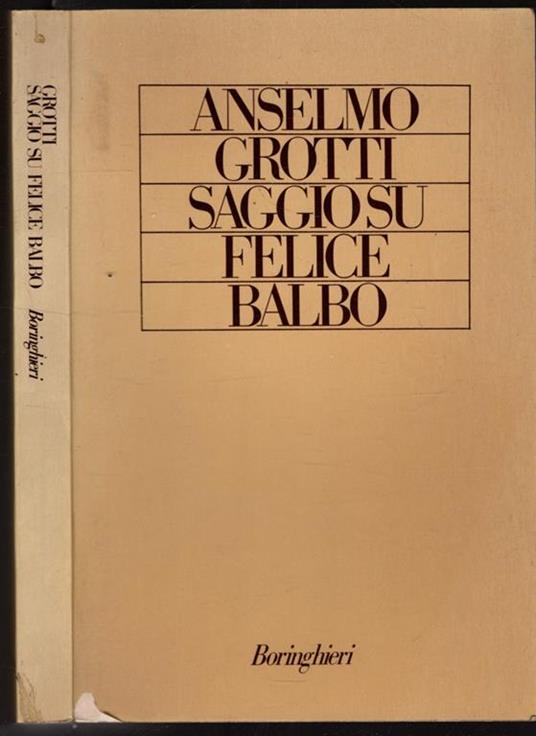 GROTTI
SAGGIO SU FELICE BALBO
Boringhieri
ANSELMO
GROTTI
SAGGIO SU
FELICE
BALBO
Boringhieri